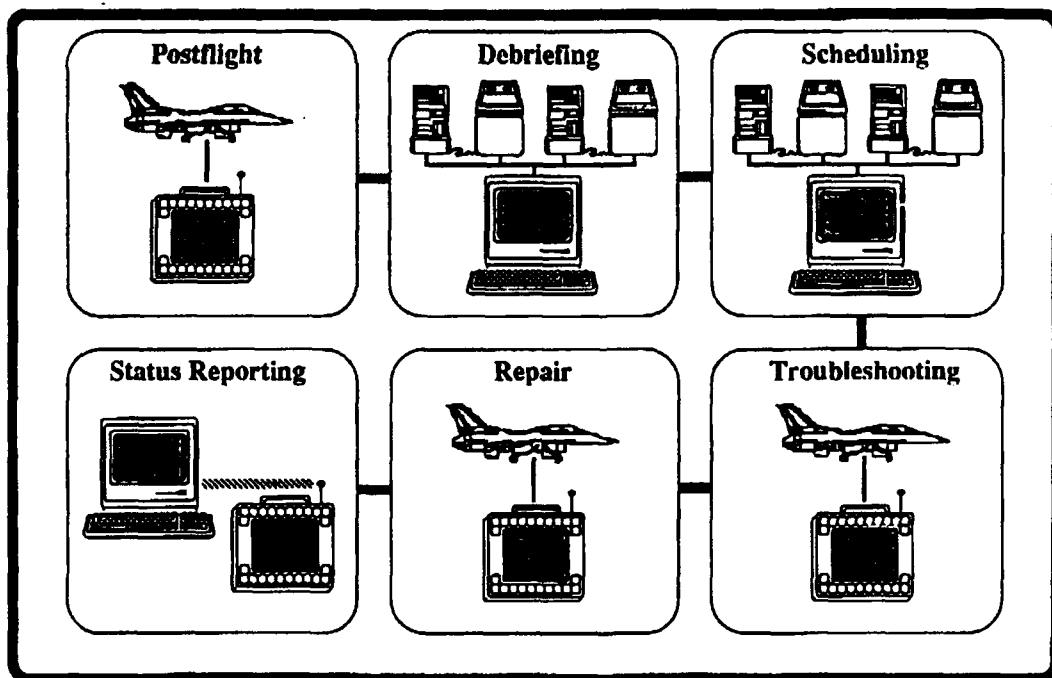 Postflight
Debriefing
Scheduling
Status Reporting
Repair
Troubleshooting